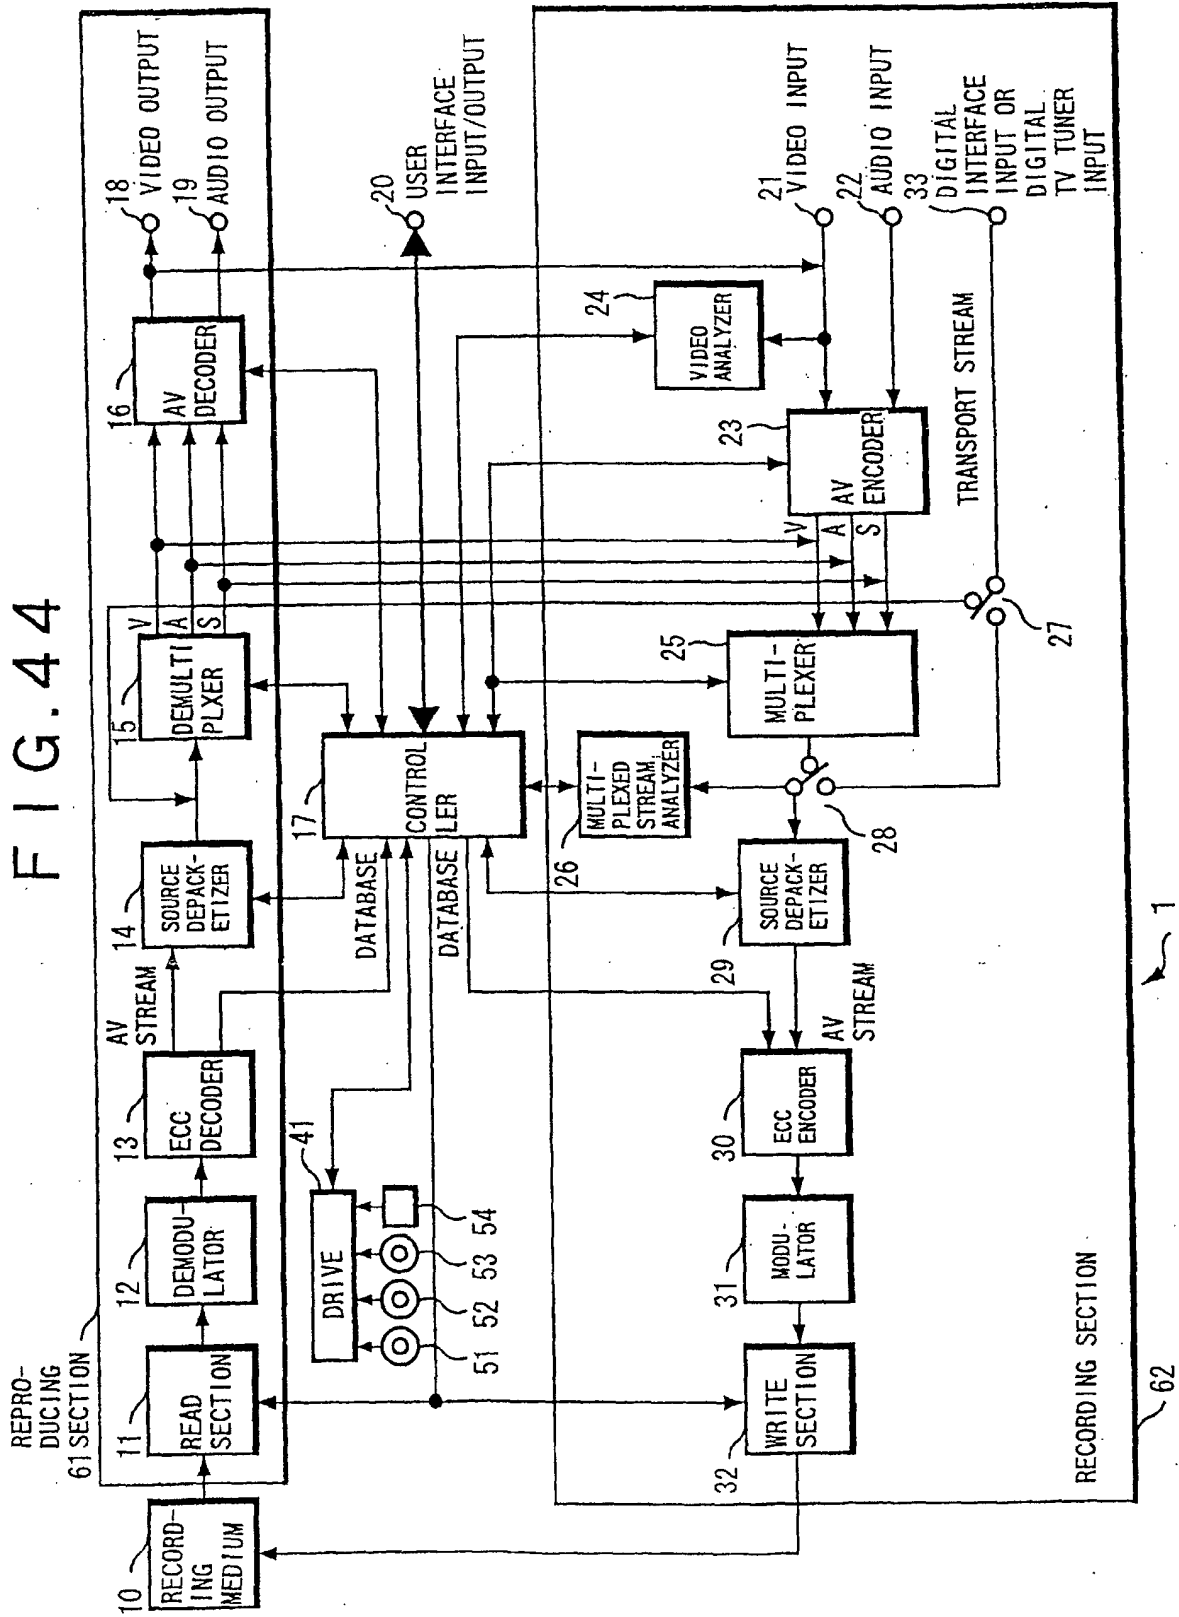 FIG.44
REPRO-
DUCING
61 SECTION
10
RECORD-
ING
MEDIUM
11
READ
SECTION
12
DEMODU-
LATOR
13
ECC
DECODER
AV
STREAM
14
SOURCE
DEPACK-
ETIZER
15
DEMULTI
PLXER
V
A
S
16
AV
DECODER
18
VIDEO OUTPUT
19
AUDIO OUTPUT
20
USER
INTERFACE
INPUT/OUTPUT
17
CONTROL
LER
DATABASE
DATABASE
41
DRIVE
51
52
53
54
21
VIDEO INPUT
22
AUDIO INPUT
33
DIGITAL
INTERFACE
INPUT OR
DIGITAL
TV TUNER
INPUT
24
VIDEO
ANALYZER
23
AV
ENCODER
V
A
S
TRANSPORT STREAM
27
25
MULTI-
PLEXER
26
MULTI-
PLEXED
STREAM
ANALYZER
28
29
SOURCE
DEPACK-
ETIZER
AV
STREAM
30
ECC
ENCODER
31
MODU-
LATOR
32
WRITE
SECTION
RECORDING SECTION
62
1